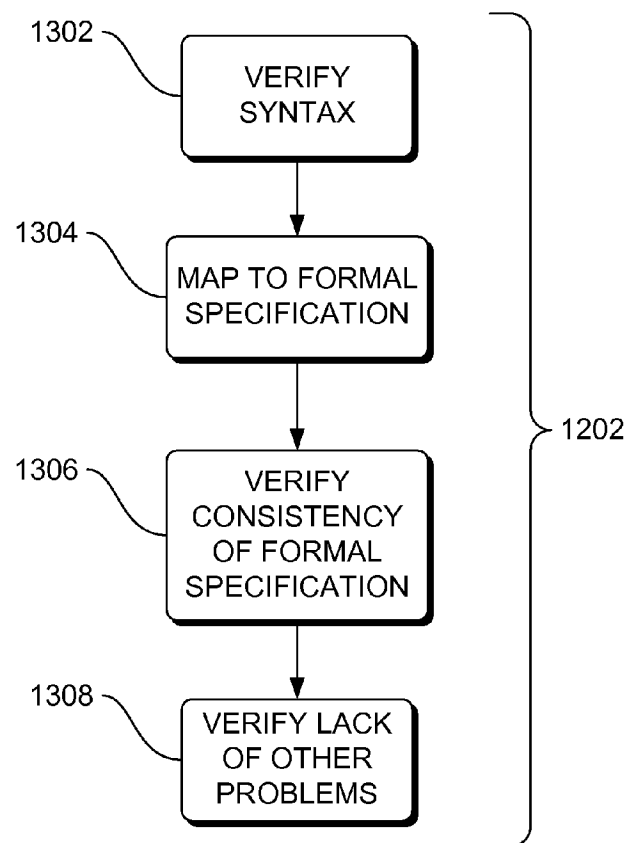 1302
VERIFY
SYNTAX
1304
MAP TO FORMAL
SPECIFICATION
1202
1306
VERIFY
CONSISTENCY
OF FORMAL
SPECIFICATION
1308
VERIFY LACK
OF OTHER
PROBLEMS